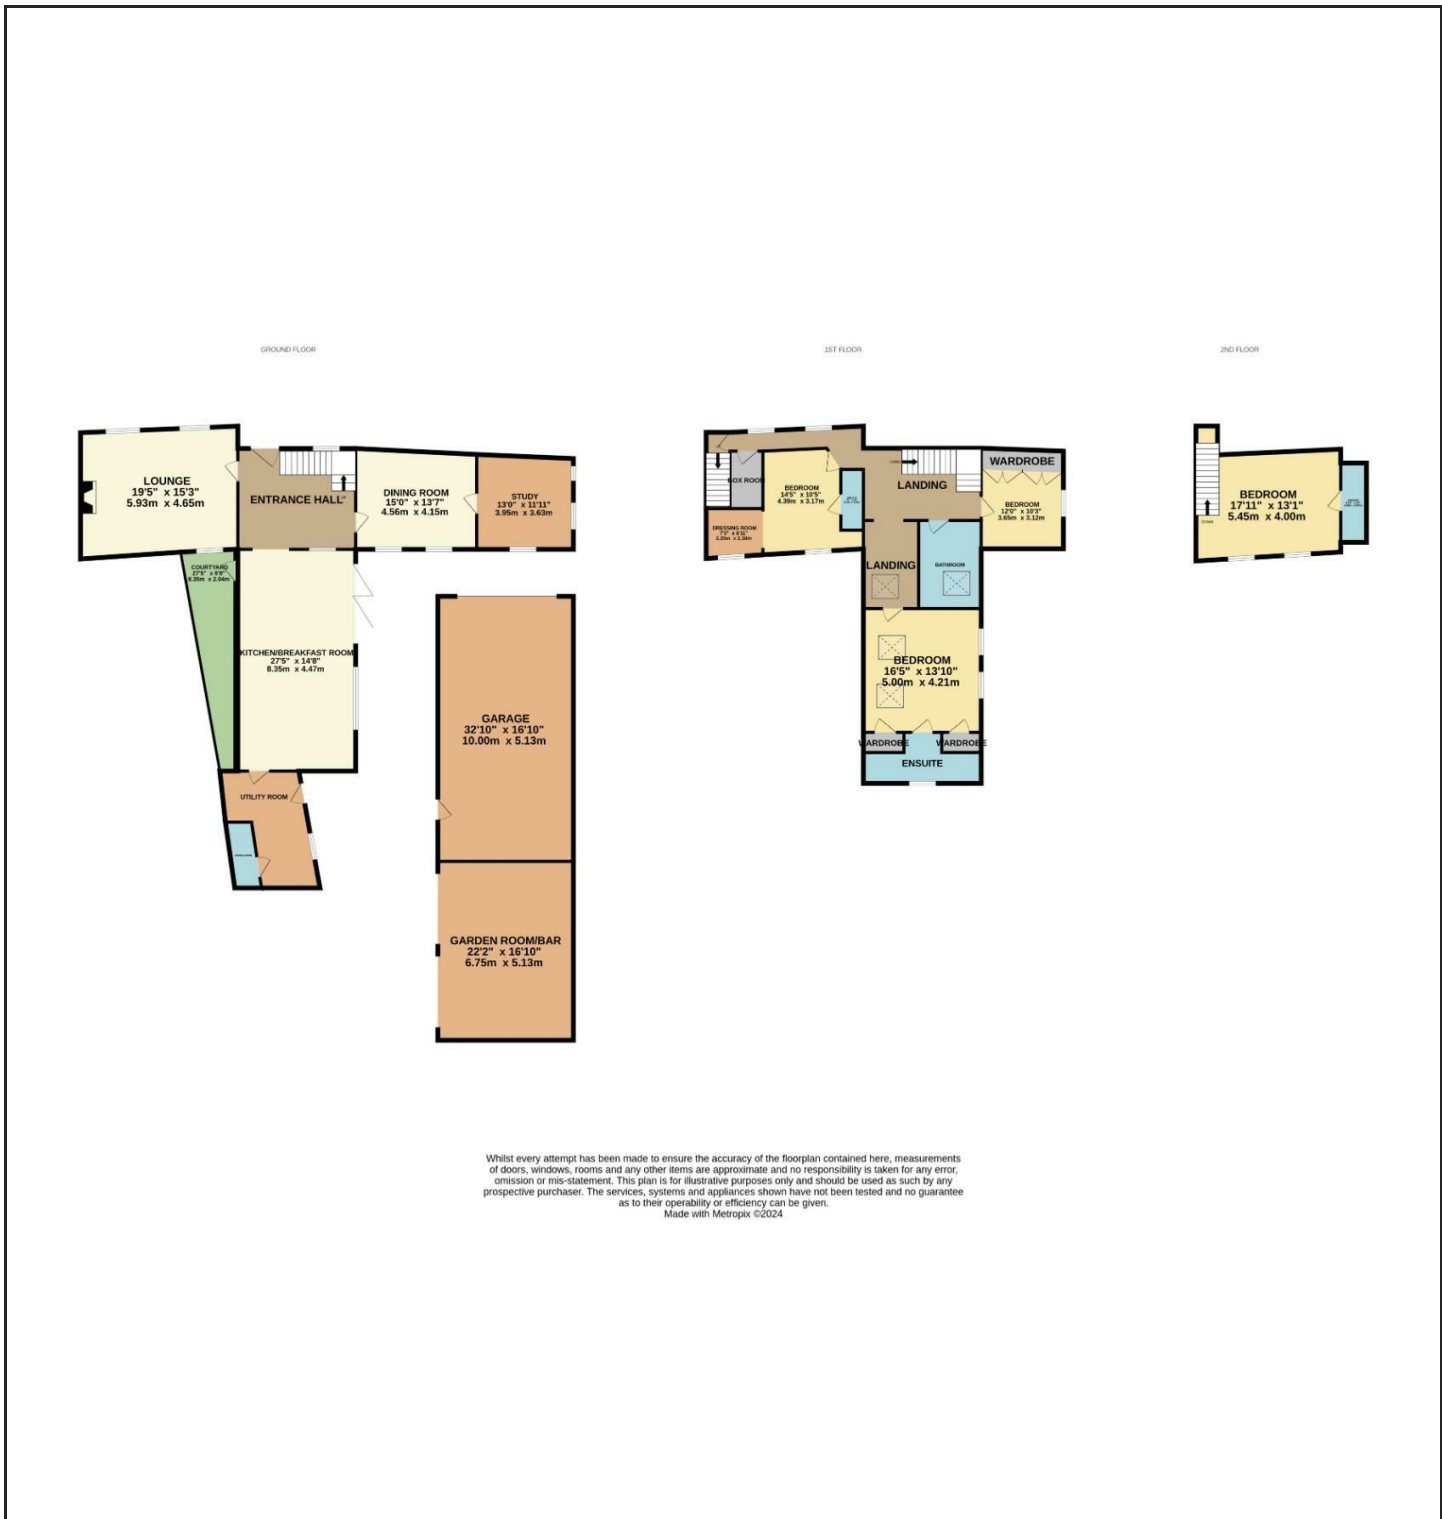 GROUND FLOOR
LOUNGE
19'5" x 15'3"
5.93m x 4.65m
ENTRANCE HALL
DINING ROOM
15'0" x 13'7"
4.56m x 4.15m
STUDY
13'0" x 11'11"
3.95m x 3.63m
COURTYARD
27'5" x 6'8"
8.35m x 2.04m
KITCHEN/BREAKFAST ROOM
27'5" x 14'8"
8.35m x 4.47m
UTILITY ROOM
GARAGE
32'10" x 16'10"
10.00m x 5.13m
GARDEN ROOM/BAR
22'2" x 16'10"
6.75m x 5.13m
1ST FLOOR
BOX ROOM
BEDROOM
14'5" x 10'5"
4.39m x 3.17m
DRESSING ROOM
LANDING
WARDROBE
BEDROOM
12'0" x 10'3"
3.65m x 3.12m
LANDING
BATHROOM
BEDROOM
16'5" x 13'10"
5.00m x 4.21m
WARDROBE
WARDROBE
ENSUITE
2ND FLOOR
BEDROOM
17'11" x 13'1"
5.45m x 4.00m
DOWN
Whilst every attempt has been made to ensure the accuracy of the floorplan contained here, measurements
of doors, windows, rooms and any other items are approximate and no responsibility is taken for any error,
omission or mis-statement. This plan is for illustrative purposes only and should be used as such by any
prospective purchaser. The services, systems and appliances shown have not been tested and no guarantee
as to their operability or efficiency can be given.
Made with Metropix ©2024